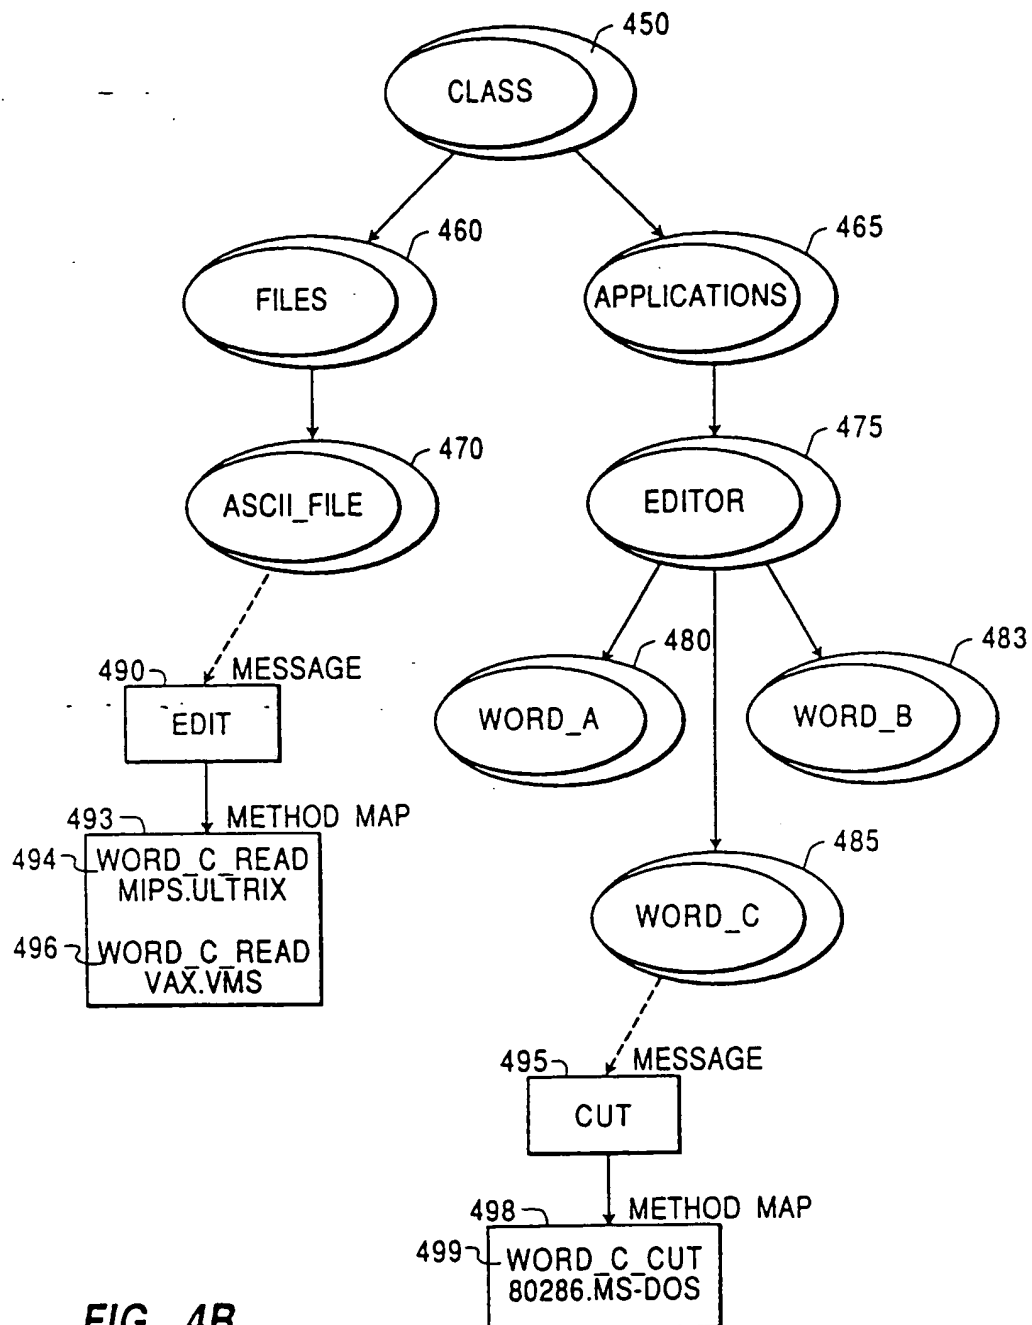 450
CLASS
460
465
FILES
APPLICATIONS
470
475
ASCII_FILE
EDITOR
480
483
490
MESSAGE
EDIT
WORD_A
WORD_B
493
METHOD MAP
494
WORD_C_READ
MIPS.ULTRIX
485
496
WORD_C_READ
VAX.VMS
WORD_C
495
MESSAGE
CUT
498
METHOD MAP
499
WORD_C_CUT
80286.MS-DOS
FIG. 4B